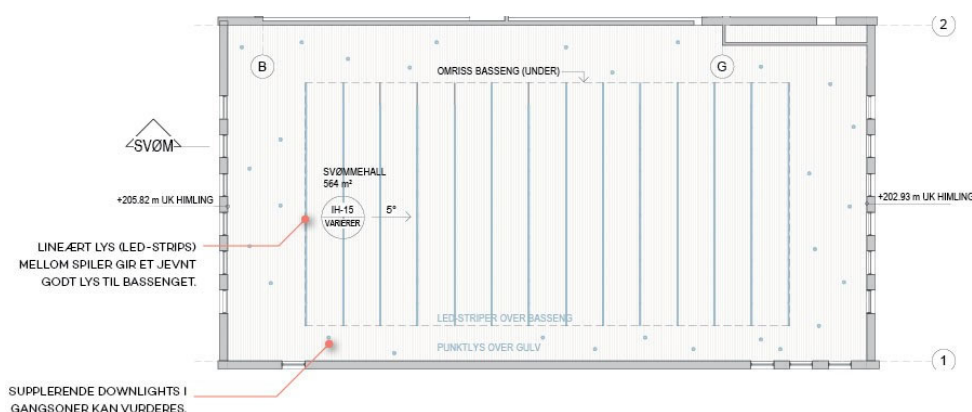 2
B
G
OMRISS BASSENG (UNDER)
SVØM
SVØMMEHALL
564 m²
+205.82 m UK HIMLING
IH-15
VARIERER
5°
+202.93 m UK HIMLING
LINEÆRT LYS (LED-STRIPS)
MELLOM SPILER GIR ET JEVNT
GODT LYS TIL BASSENGET.
LED-STRIPER OVER BASSENG
PUNKTLYS OVER GULV
1
SUPPLERENDE DOWNLIGHTS I
GANGSONER KAN VURDERES.